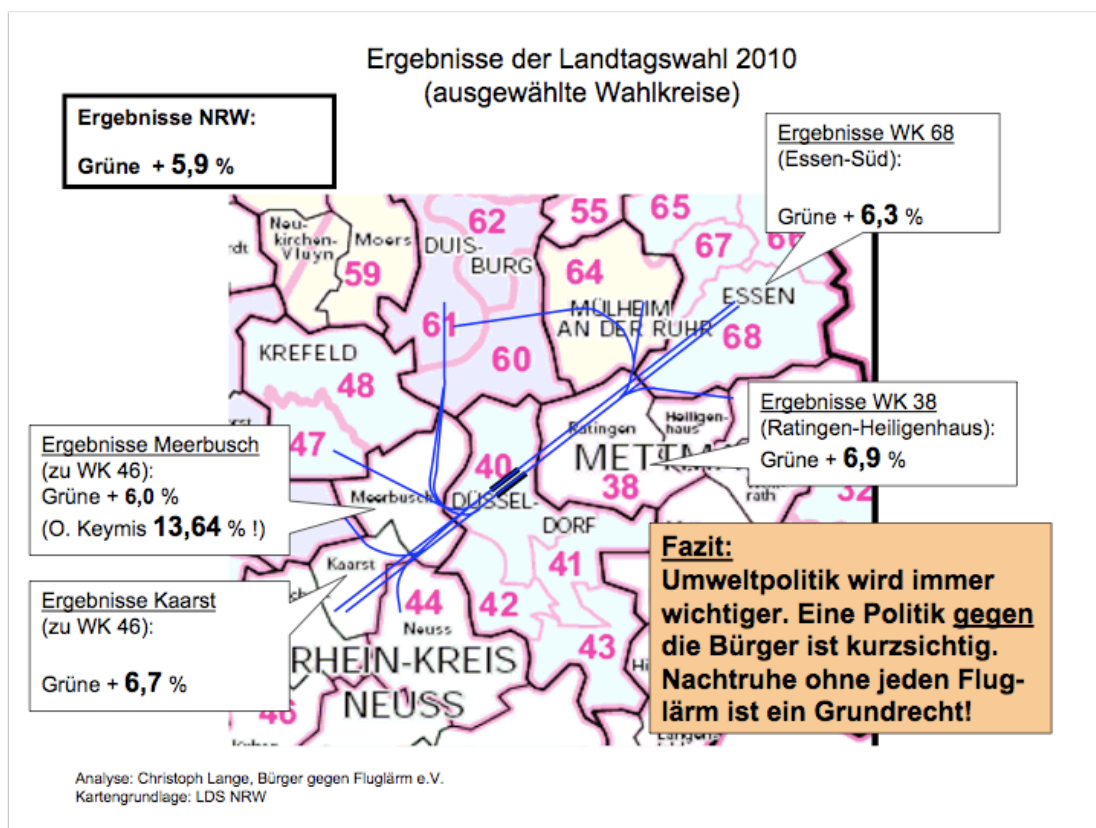 Ergebnisse der Landtagswahl 2010
(ausgewählte Wahlkreise)
Ergebnisse NRW:
Grüne + 5,9 %
Ergebnisse WK 68
(Essen-Süd):
Grüne + 6,3 %
62
55
65
66
67
Neu-
kirchen-
Vluyn
Moers
rdt
59
DUIS-
BURG
64
ESSEN
61
MÜLHEIM
AN DER RUHR
68
60
KREFELD
48
Ergebnisse WK 38
(Ratingen-Heiligenhaus):
Grüne + 6,9 %
Ratingen
Heiligen-
haus
METTM
38
rath
32
Ergebnisse Meerbusch
(zu WK 46):
Grüne + 6,0 %
(O. Keymis 13,64 % !)
47
40
Meerbusch
DÜSSEL-
DORF
41
Kaarst
44
42
Neuss
43
Ergebnisse Kaarst
(zu WK 46):
Grüne + 6,7 %
RHEIN-KREIS
NEUSS
46
Fazit:
Umweltpolitik wird immer
wichtiger. Eine Politik gegen
die Bürger ist kurzsichtig.
Nachtruhe ohne jeden Flug-
lärm ist ein Grundrecht!
Analyse: Christoph Lange, Bürger gegen Fluglärm e.V.
Kartengrundlage: LDS NRW